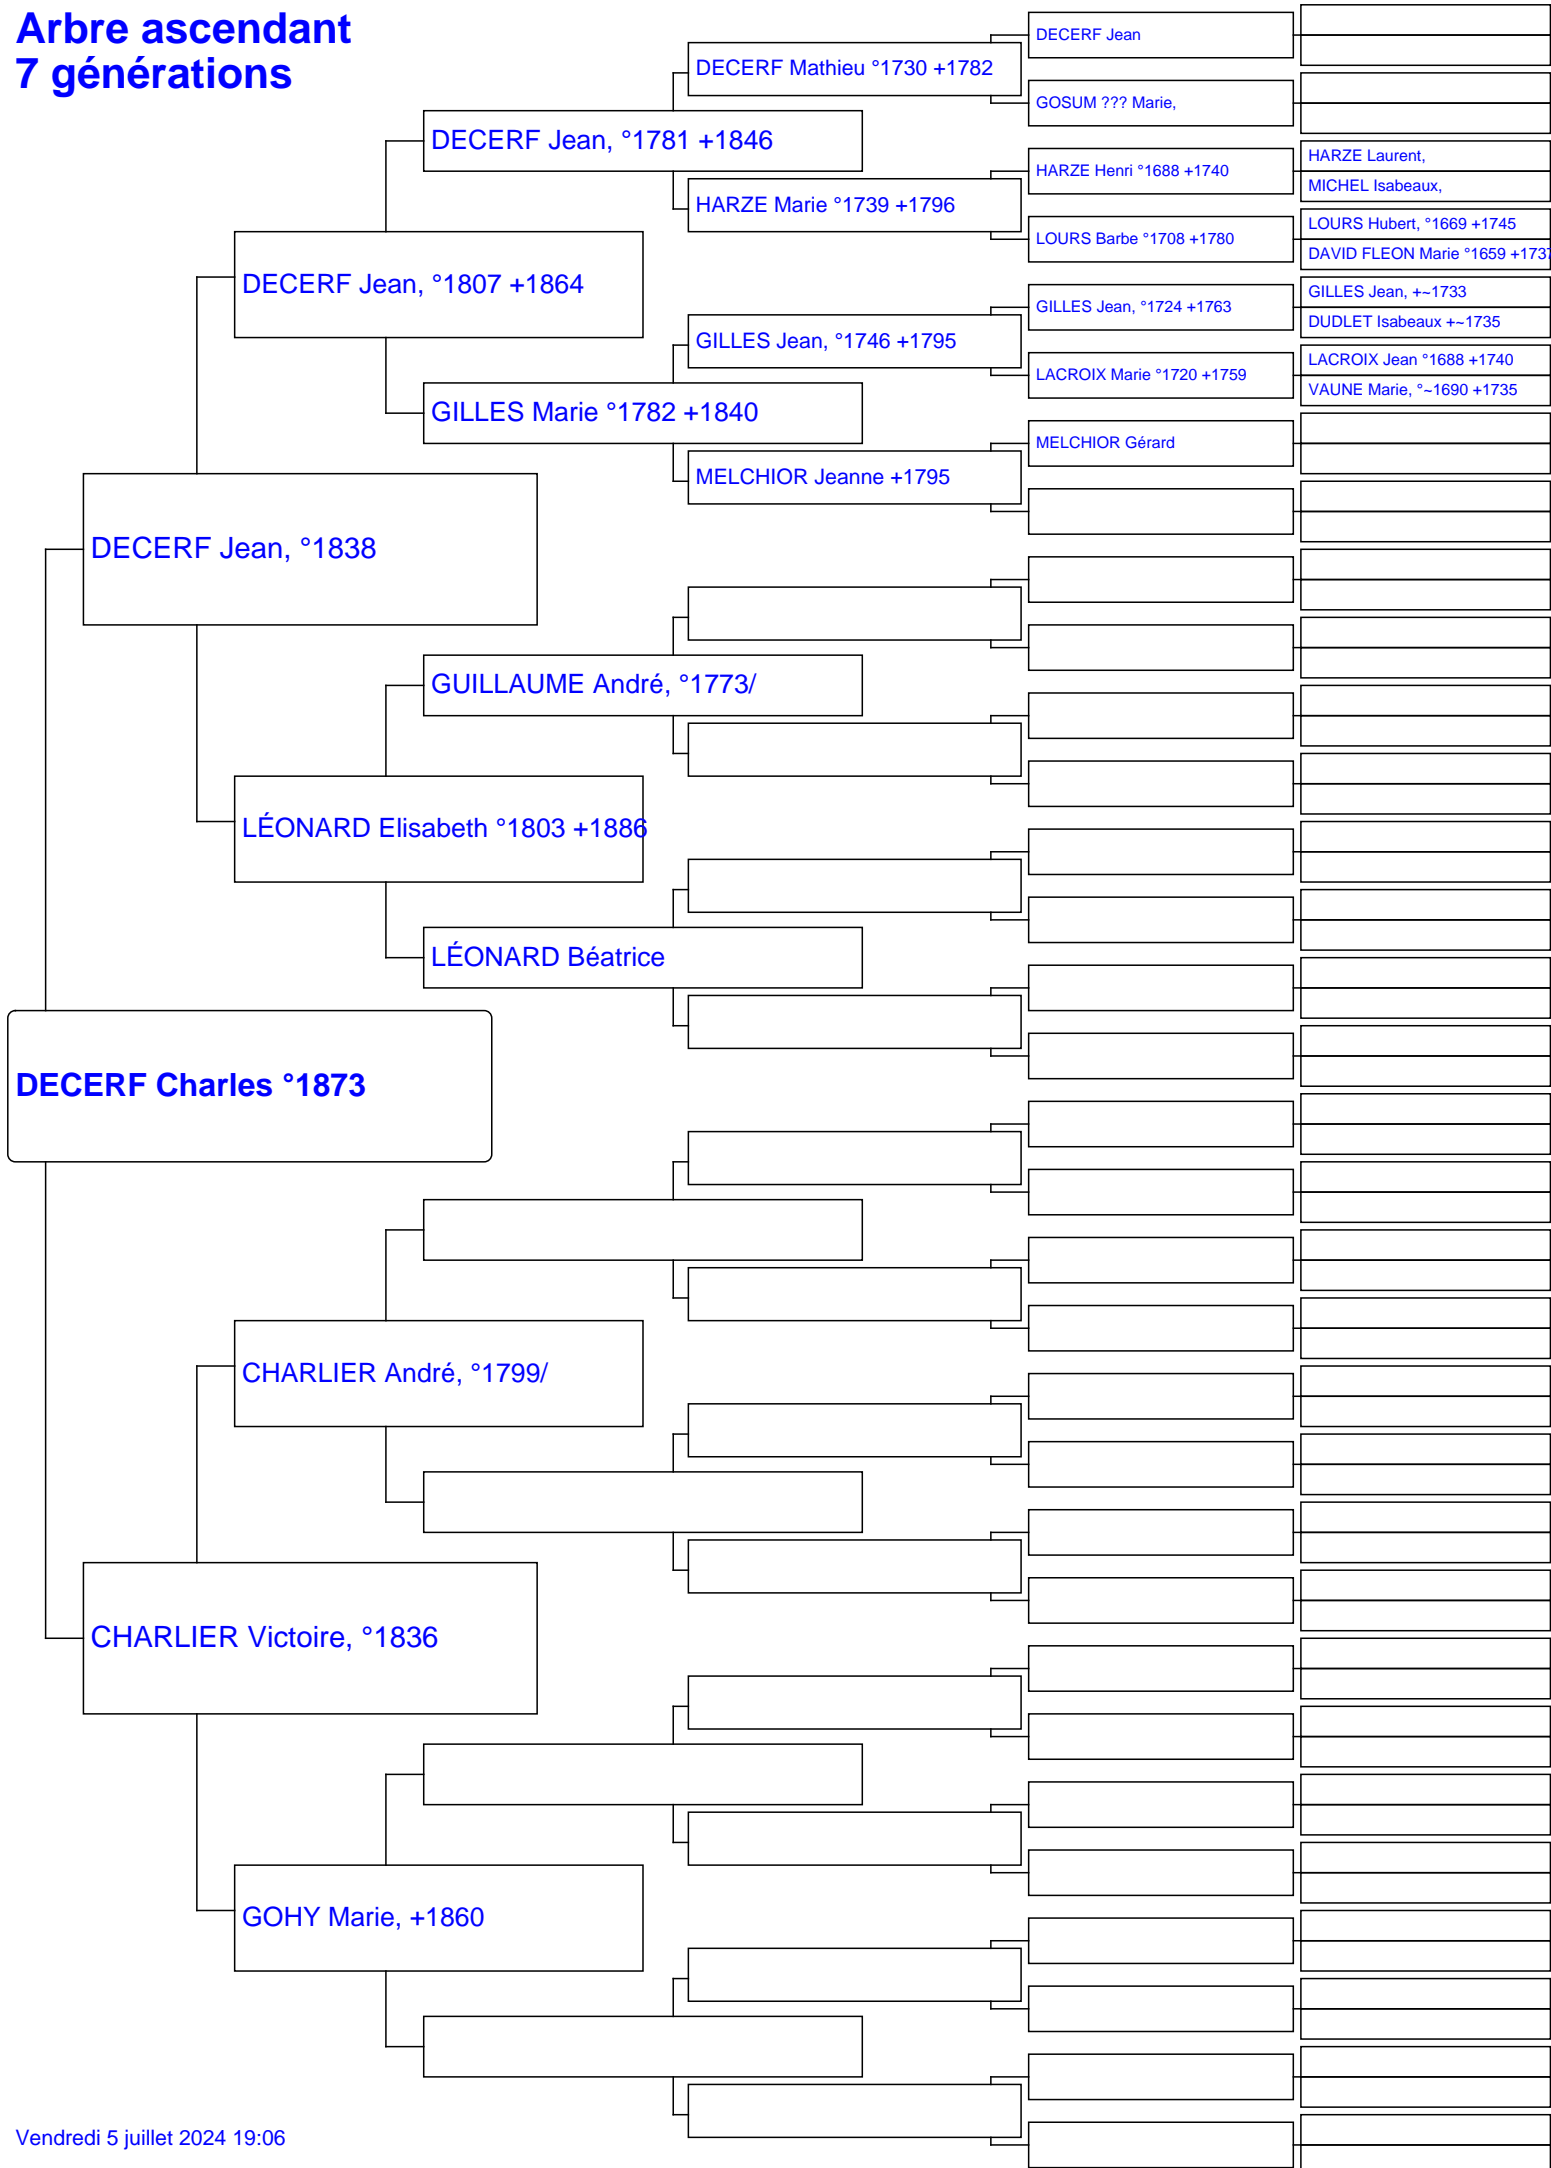 Arbre ascendant
7 générations
DECERF Charles °1873
DECERF Jean, °1838
CHARLIER Victoire, °1836
DECERF Jean, °1807 +1864
LÉONARD Elisabeth °1803 +1886
CHARLIER André, °1799/
GOHY Marie, +1860
DECERF Jean, °1781 +1846
GILLES Marie °1782 +1840
GUILLAUME André, °1773/
LÉONARD Béatrice
DECERF Mathieu °1730 +1782
HARZE Marie °1739 +1796
GILLES Jean, °1746 +1795
MELCHIOR Jeanne +1795
DECERF Jean
GOSUM ??? Marie,
HARZE Henri °1688 +1740
LOURS Barbe °1708 +1780
GILLES Jean, °1724 +1763
LACROIX Marie °1720 +1759
MELCHIOR Gérard
HARZE Laurent,
MICHEL Isabeaux,
LOURS Hubert, °1669 +1745
DAVID FLEON Marie °1659 +1737
GILLES Jean, +~1733
DUDLET Isabeaux +~1735
LACROIX Jean °1688 +1740
VAUNE Marie, °~1690 +1735
Vendredi 5 juillet 2024 19:06